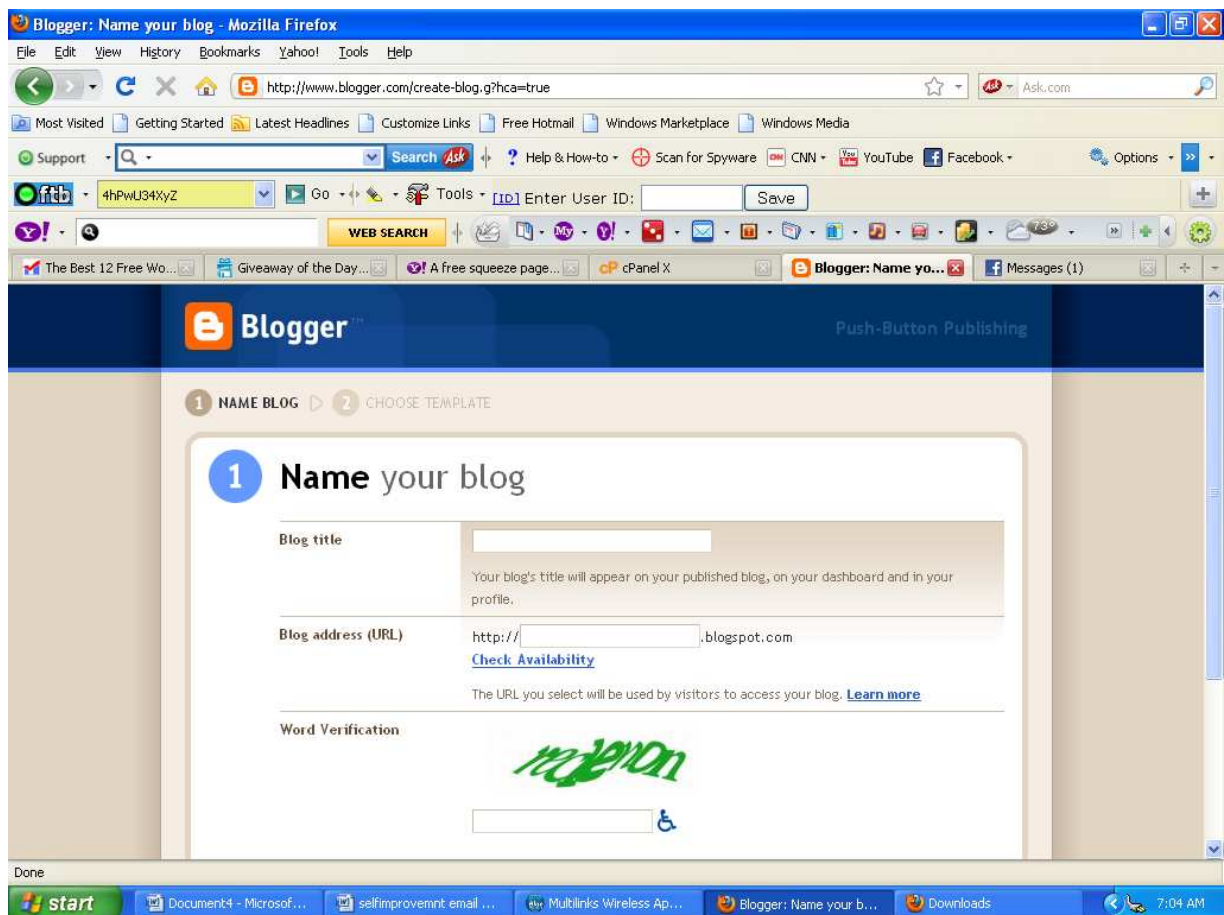 Blogger: Name your blog - Mozilla Firefox
File Edit View History Bookmarks Yahoo! Tools Help
http://www.blogger.com/create-blog.g?hca=true Ask.com
Most Visited Getting Started Latest Headlines Customize Links Free Hotmail Windows Marketplace Windows Media
Support Search Ask Help & How-to Scan for Spyware CNN YouTube Facebook Options
ftb 4hPwU34XyZ Go Tools [ID] Enter User ID: Save
Y! WEB SEARCH My Y! 73°
The Best 12 Free Wo... Giveaway of the Day... A free squeeze page... cP cPanel X Blogger: Name yo... Messages (1)
Blogger™ Push-Button Publishing
1 NAME BLOG 2 CHOOSE TEMPLATE
1 Name your blog
Blog title
Your blog's title will appear on your published blog, on your dashboard and in your
profile.
Blog address (URL) http:// .blogspot.com
Check Availability
The URL you select will be used by visitors to access your blog. Learn more
Word Verification
Done
start Document4 - Microsof... selfimprovemnt email ... Multilinks Wireless Ap... Blogger: Name your b... Downloads 7:04 AM